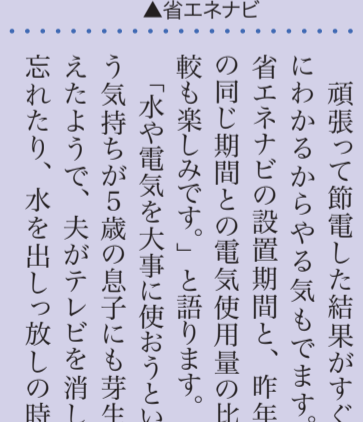 ▲省エネナビ
頑張って節電した結果がすぐ
にわかるからやる気もでます。
省エネナビの設置期間と、昨年
の同じ期間との電気使用量の比
較も楽しみです。」と語ります。
「水や電気を大事に使おうとい
う気持ちが5歳の息子にも芽生
えたようで、夫がテレビを消し
忘れたり、水を出しっ放しの時